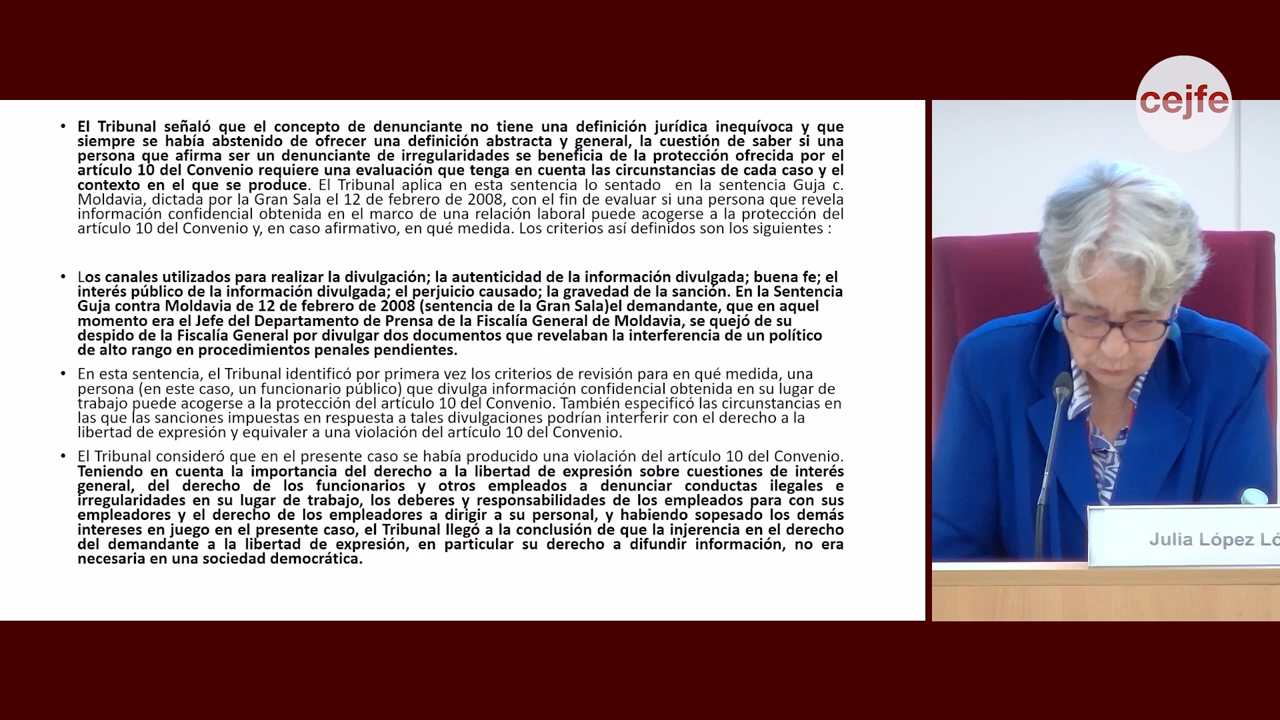 cejfe
• El Tribunal señaló que el concepto de denunciante no tiene una definición jurídica inequívoca y que
siempre se había abstenido de ofrecer una definición abstracta y general, la cuestión de saber si una
persona que afirma ser un denunciante de irregularidades se beneficia de la protección ofrecida por el
artículo 10 del Convenio requiere una evaluación que tenga en cuenta las circunstancias de cada caso y el
contexto en el que se produce. El Tribunal aplica en esta sentencia lo sentado en la sentencia Guja c.
Moldavia, dictada por la Gran Sala el 12 de febrero de 2008, con el fin de evaluar si una persona que revela
información confidencial obtenida en el marco de una relación laboral puede acogerse a la protección del
artículo 10 del Convenio y, en caso afirmativo, en qué medida. Los criterios así definidos son los siguientes :
• Los canales utilizados para realizar la divulgación; la autenticidad de la información divulgada; buena fe; el
interés público de la información divulgada; el perjuicio causado; la gravedad de la sanción. En la Sentencia
Guja contra Moldavia de 12 de febrero de 2008 (sentencia de la Gran Sala)el demandante, que en aquel
momento era el Jefe del Departamento de Prensa de la Fiscalía General de Moldavia, se quejó de su
despido de la Fiscalía General por divulgar dos documentos que revelaban la interferencia de un político
de alto rango en procedimientos penales pendientes.
• En esta sentencia, el Tribunal identificó por primera vez los criterios de revisión para en qué medida, una
persona (en este caso, un funcionario público) que divulga información confidencial obtenida en su lugar de
trabajo puede acogerse a la protección del artículo 10 del Convenio. También especificó las circunstancias en
las que las sanciones impuestas en respuesta a tales divulgaciones podrían interferir con el derecho a la
libertad de expresión y equivaler a una violación del artículo 10 del Convenio.
• El Tribunal consideró que en el presente caso se había producido una violación del artículo 10 del Convenio.
Teniendo en cuenta la importancia del derecho a la libertad de expresión sobre cuestiones de interés
general, del derecho de los funcionarios y otros empleados a denunciar conductas ilegales e
irregularidades en su lugar de trabajo, los deberes y responsabilidades de los empleados para con sus
empleadores y el derecho de los empleadores a dirigir a su personal, y habiendo sopesado los demás
intereses en juego en el presente caso, el Tribunal llegó a la conclusión de que la injerencia en el derecho
del demandante a la libertad de expresión, en particular su derecho a difundir información, no era
necesaria en una sociedad democrática.
Julia López Ló